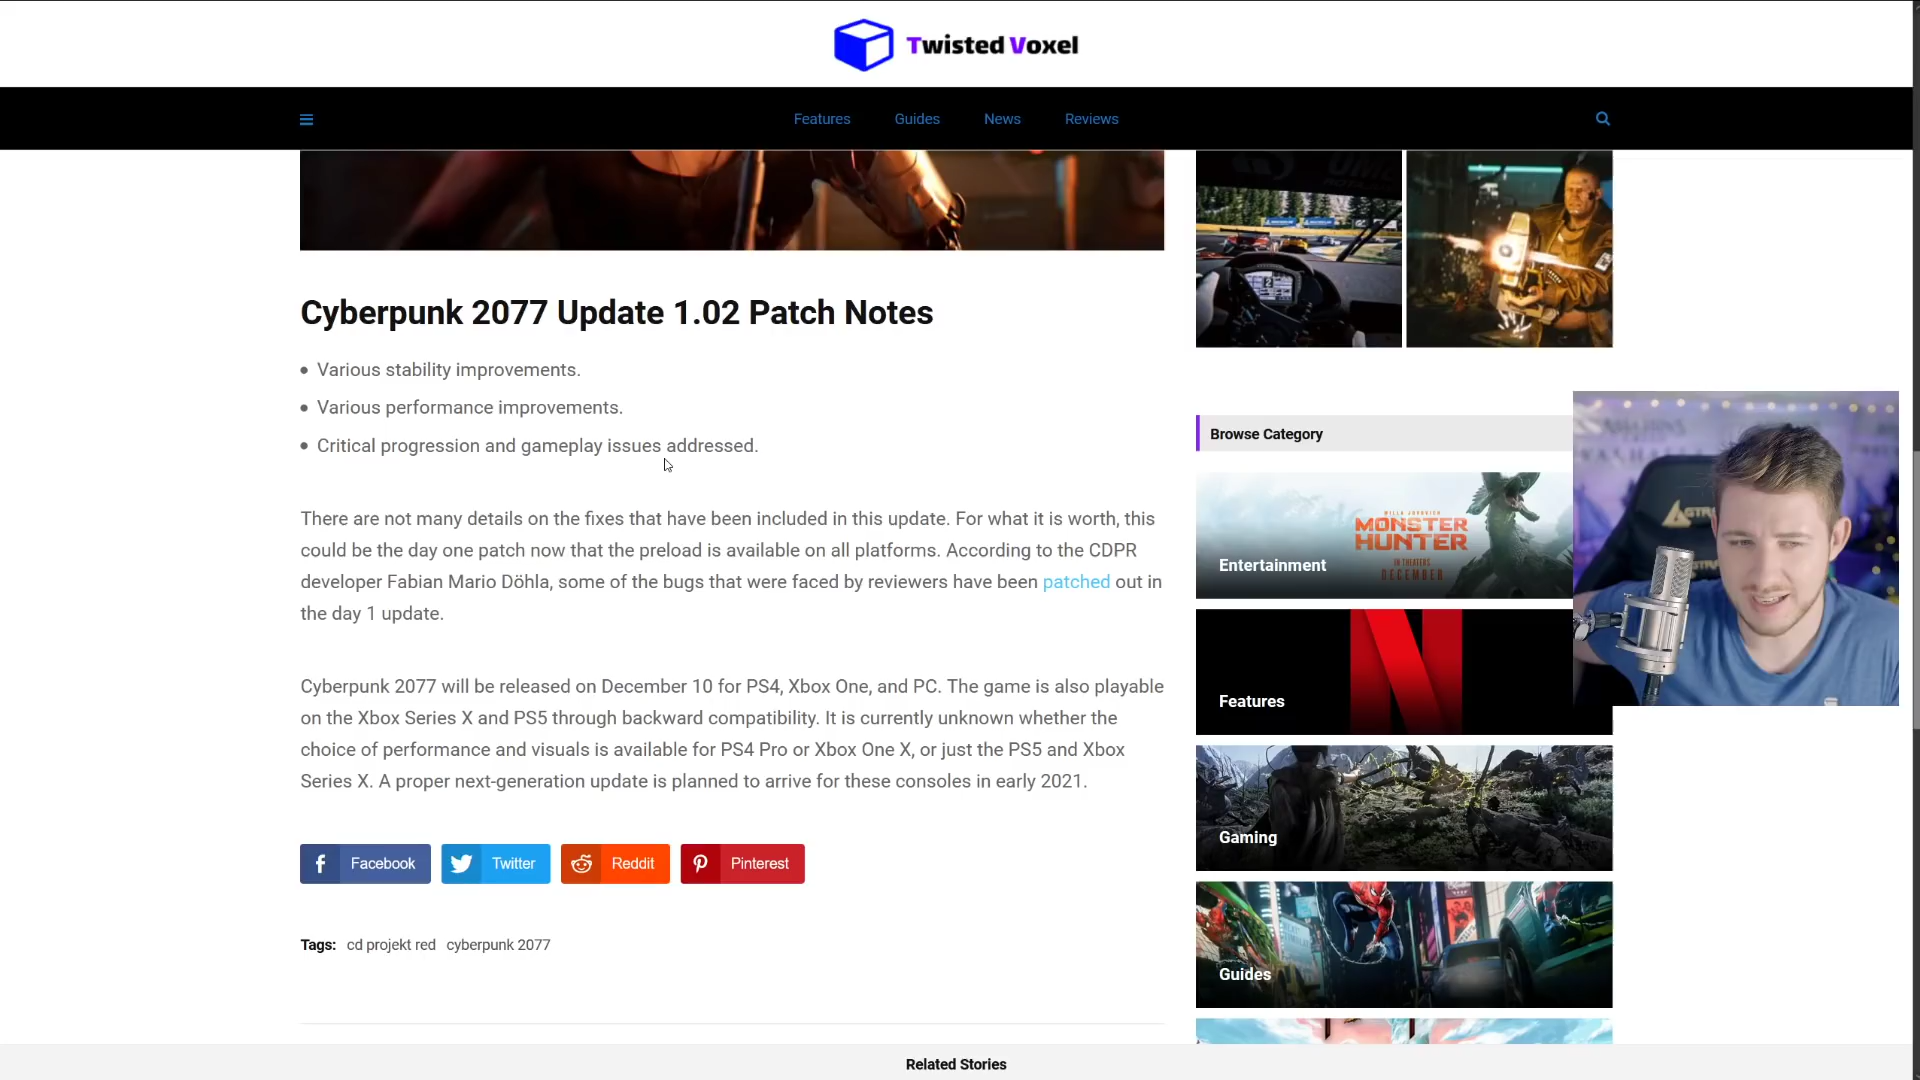 Twisted Voxel
Features Guides News Reviews
Cyberpunk 2077 Update 1.02 Patch Notes
Various stability improvements.
Various performance improvements.
Critical progression and gameplay issues addressed.
There are not many details on the fixes that have been included in this update. For what it is worth, this
could be the day one patch now that the preload is available on all platforms. According to the CDPR
developer Fabian Mario Döhla, some of the bugs that were faced by reviewers have been patched out in
the day 1 update.
Cyberpunk 2077 will be released on December 10 for PS4, Xbox One, and PC. The game is also playable
on the Xbox Series X and PS5 through backward compatibility. It is currently unknown whether the
choice of performance and visuals is available for PS4 Pro or Xbox One X, or just the PS5 and Xbox
Series X. A proper next-generation update is planned to arrive for these consoles in early 2021.
Facebook Twitter Reddit Pinterest
Tags: cd projekt red cyberpunk 2077
Browse Category
MILLA JOVOVICH
MONSTER
HUNTER
IN THEATERS
DECEMBER
Entertainment
Features
Gaming
Guides
Related Stories